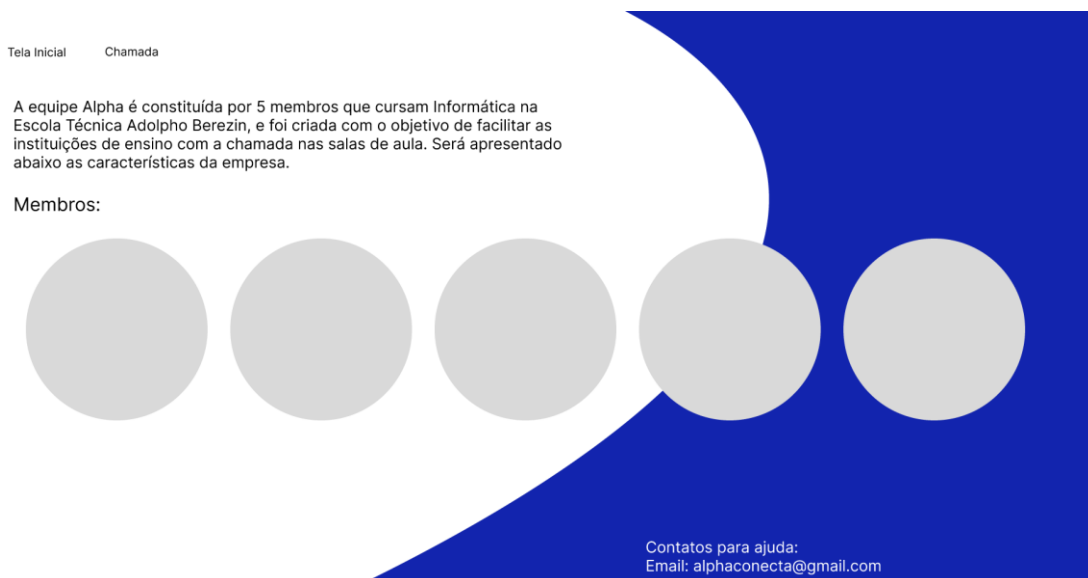 Tela Inicial Chamada
A equipe Alpha é constituída por 5 membros que cursam Informática na
Escola Técnica Adolpho Berezin, e foi criada com o objetivo de facilitar as
instituições de ensino com a chamada nas salas de aula. Será apresentado
abaixo as características da empresa.
Membros:
Contatos para ajuda:
Email: alphaconecta@gmail.com